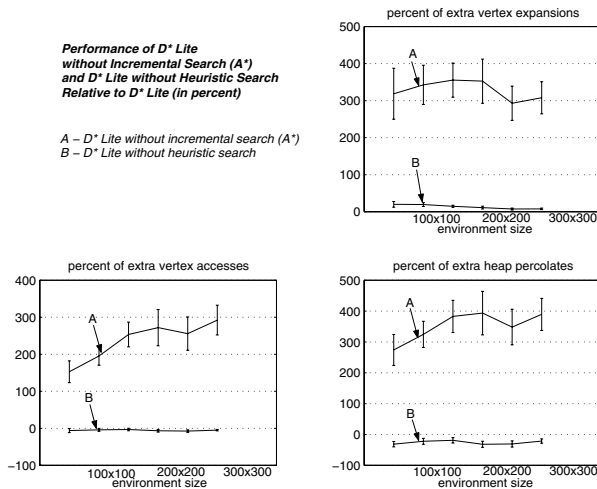 Performance of D* Lite
without Incremental Search (A*)
and D* Lite without Heuristic Search
Relative to D* Lite (in percent)
A – D* Lite without incremental search (A*)
B – D* Lite without heuristic search
percent of extra vertex expansions
500
400
300
200
100
0
A
B
100x100 200x200 300x300
environment size
percent of extra vertex accesses
400
300
200
100
0
−100
A
B
100x100 200x200 300x300
environment size
percent of extra heap percolates
500
400
300
200
100
0
−100
A
B
100x100 200x200 300x300
environment size